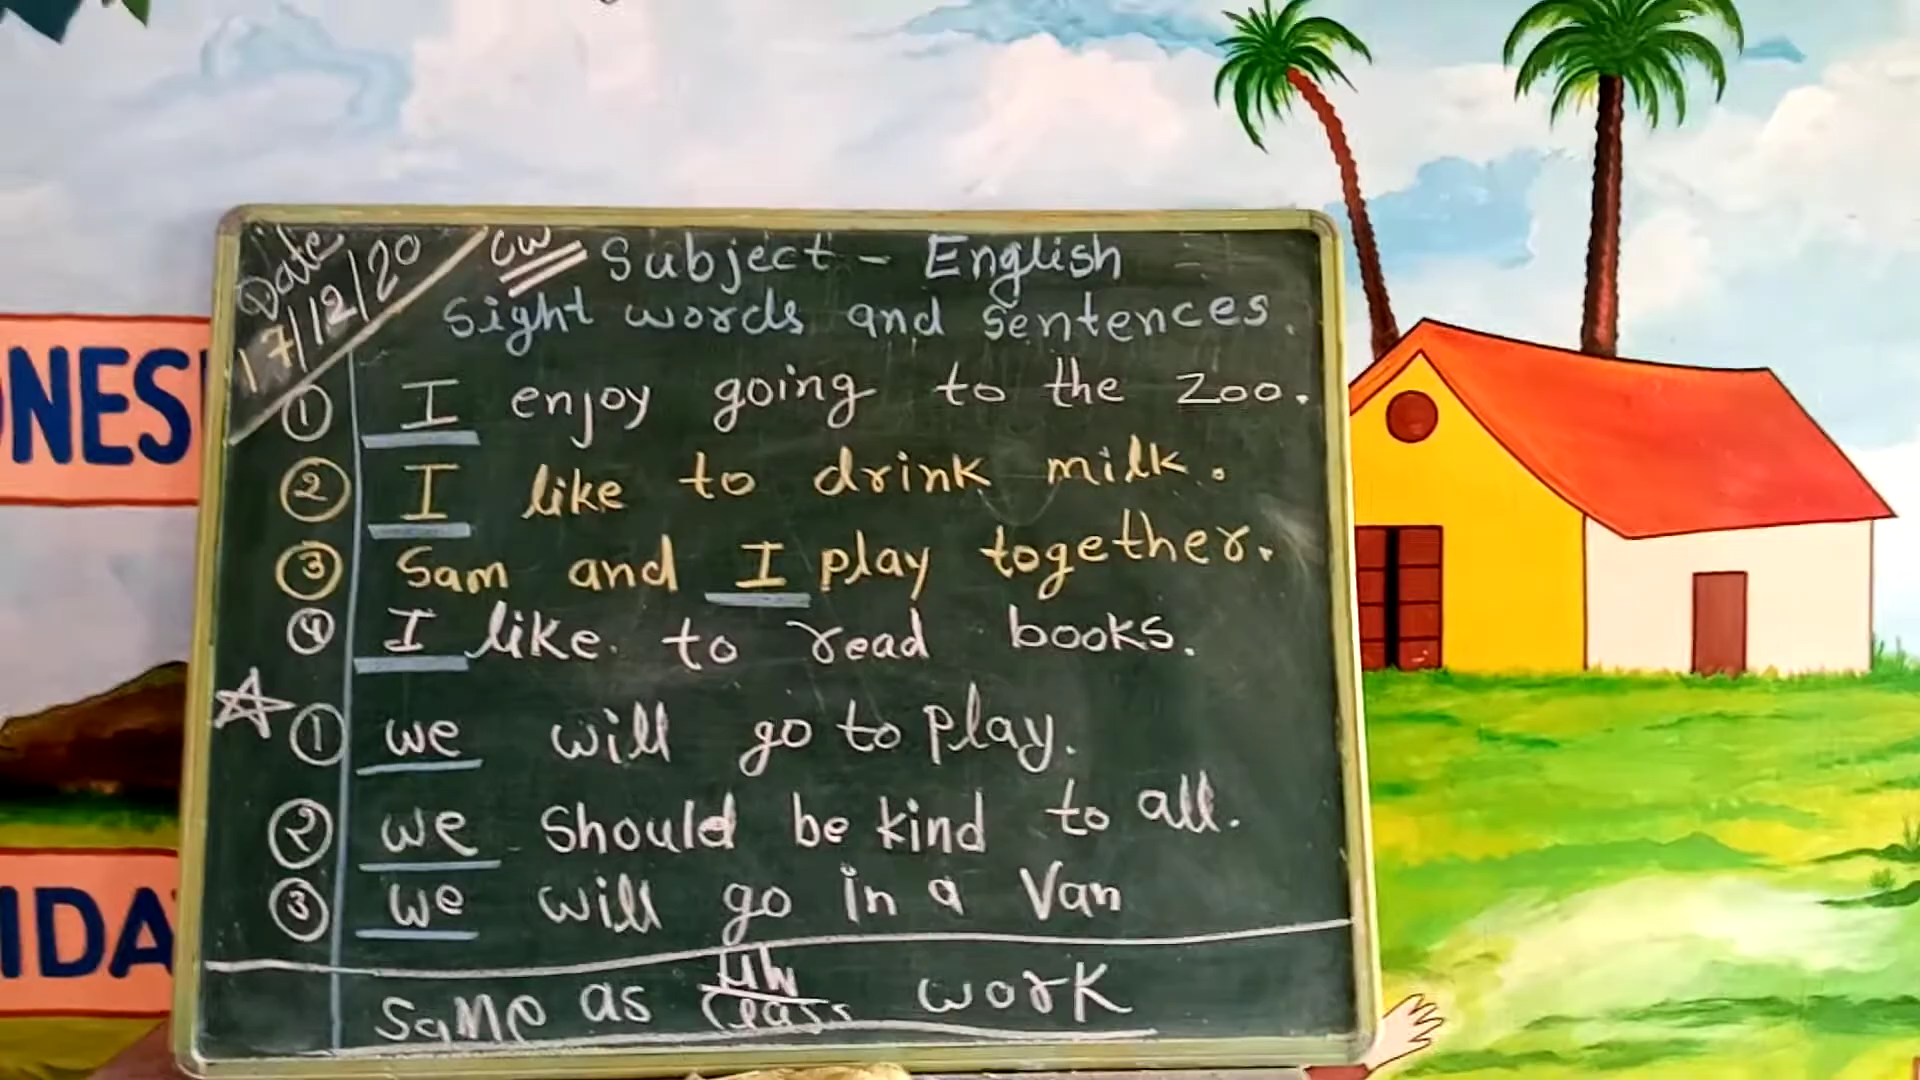 Date
17/12/20
CW Subject - English
Sight words and Sentences.
① I enjoy going to the Zoo.
② I like to drink milk.
③ Sam and I play together.
④ I like to read books.
① we will go to play.
② we should be kind to all.
③ we will go in a Van
HW
Same as Class work
NES
IDA